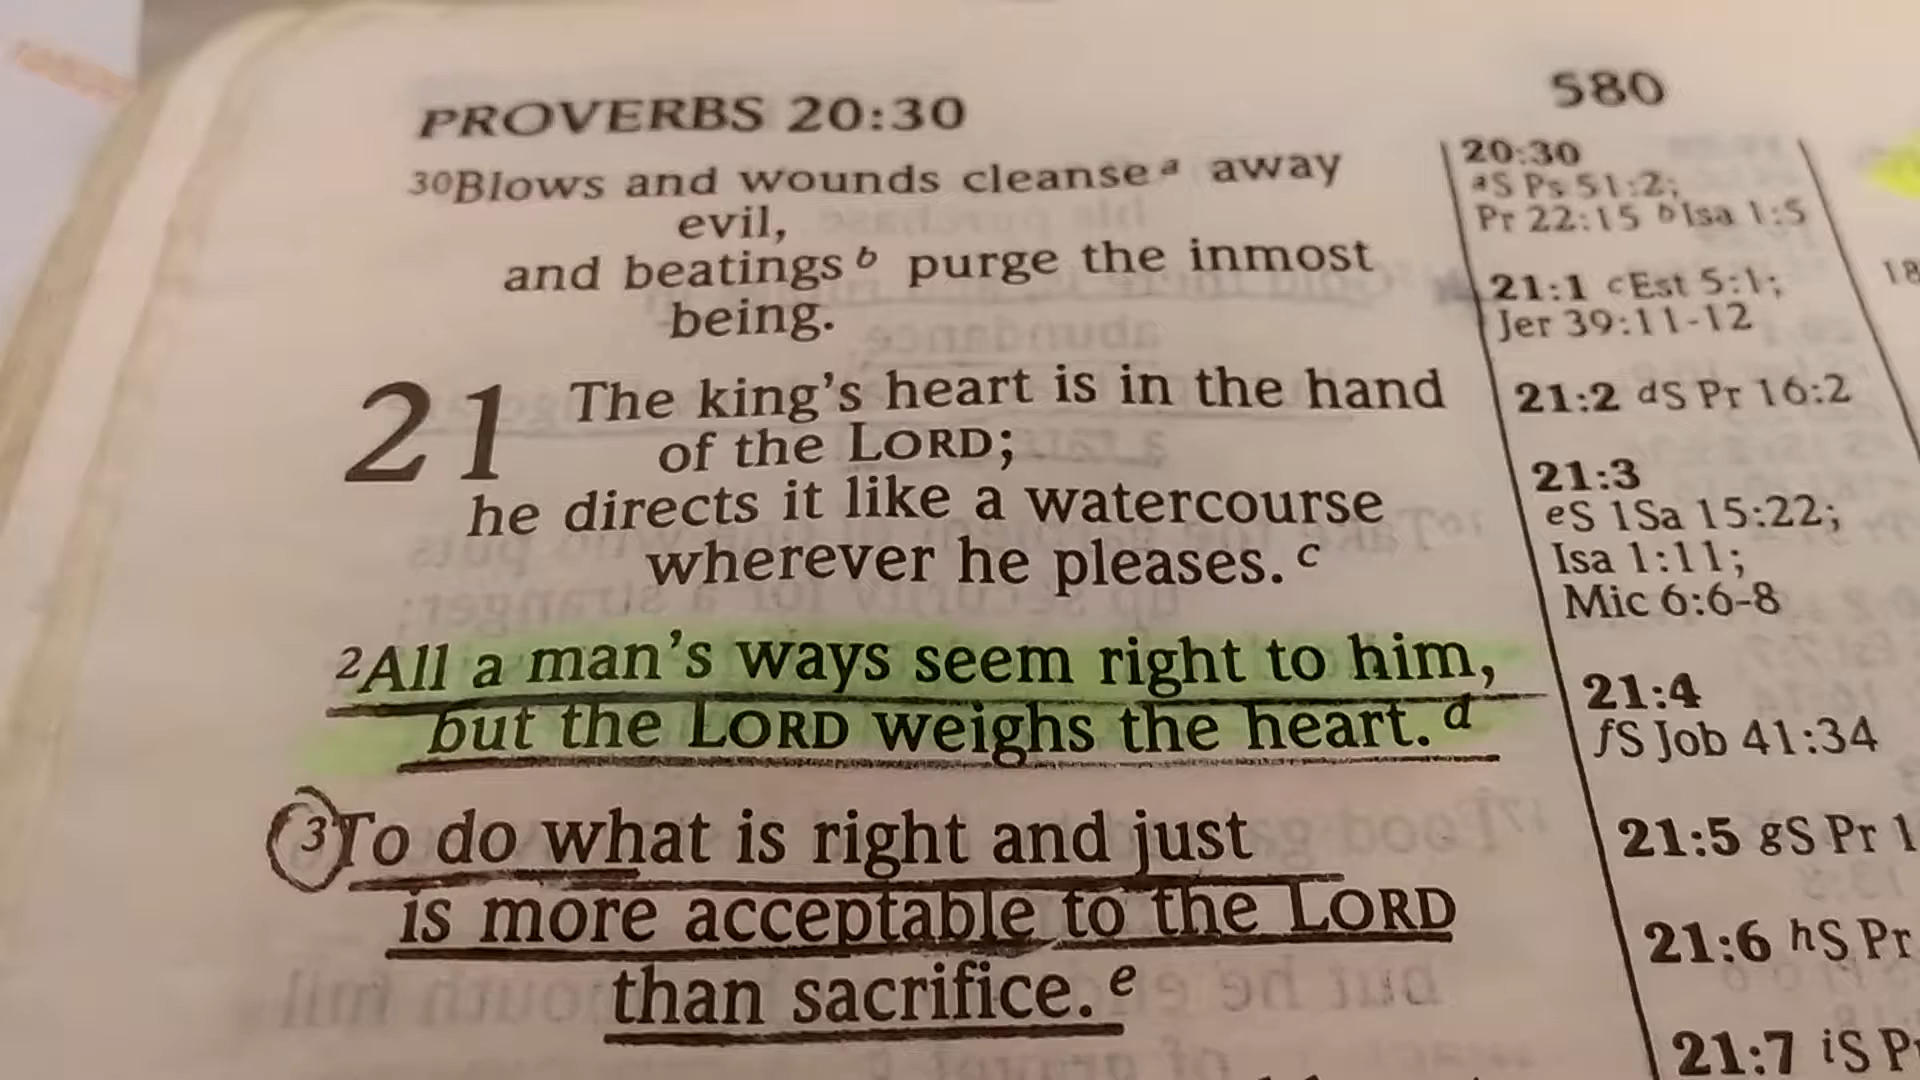 PROVERBS 20:30
580
30Blows and wounds cleanse a away
evil,
and beatings b purge the inmost
being.
21 The king's heart is in the hand
of the LORD;
he directs it like a watercourse
wherever he pleases. c
2All a man's ways seem right to him,
but the LORD weighs the heart. d
3To do what is right and just
is more acceptable to the LORD
than sacrifice. e
20:30
aS Ps 51:2;
Pr 22:15 bIsa 1:5
21:1 cEst 5:1;
Jer 39:11-12
21:2 dS Pr 16:2
21:3
eS 1Sa 15:22;
Isa 1:11;
Mic 6:6-8
21:4
fS Job 41:34
21:5 gS Pr 1
21:6 hS Pr
21:7 iS P
18